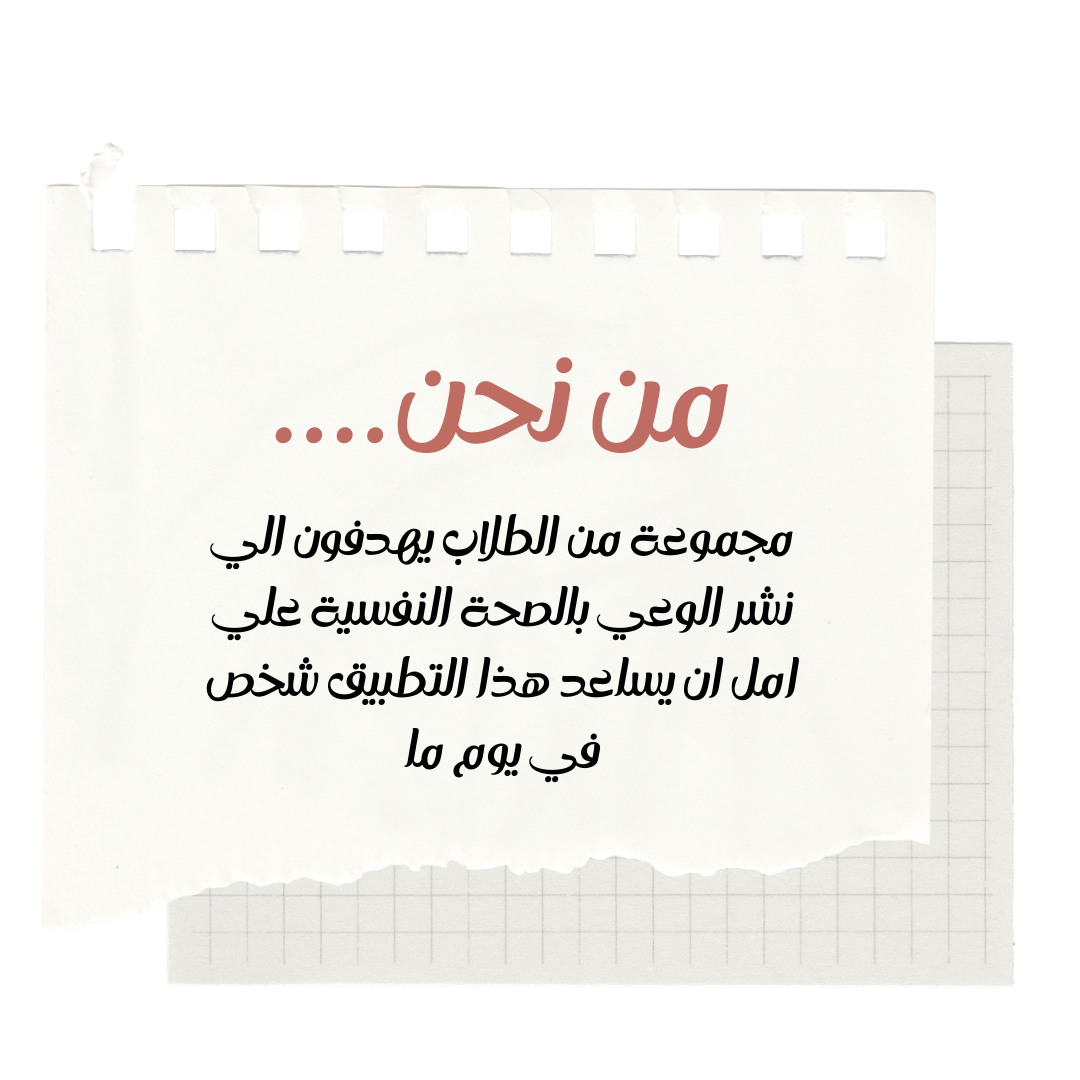 من نحن....
مجموعة من الطلاب يهدفون الي
نشر الوعي بالصحة النفسية علي
امل ان يساعد هذا التطبيق شخص
في يوم ما